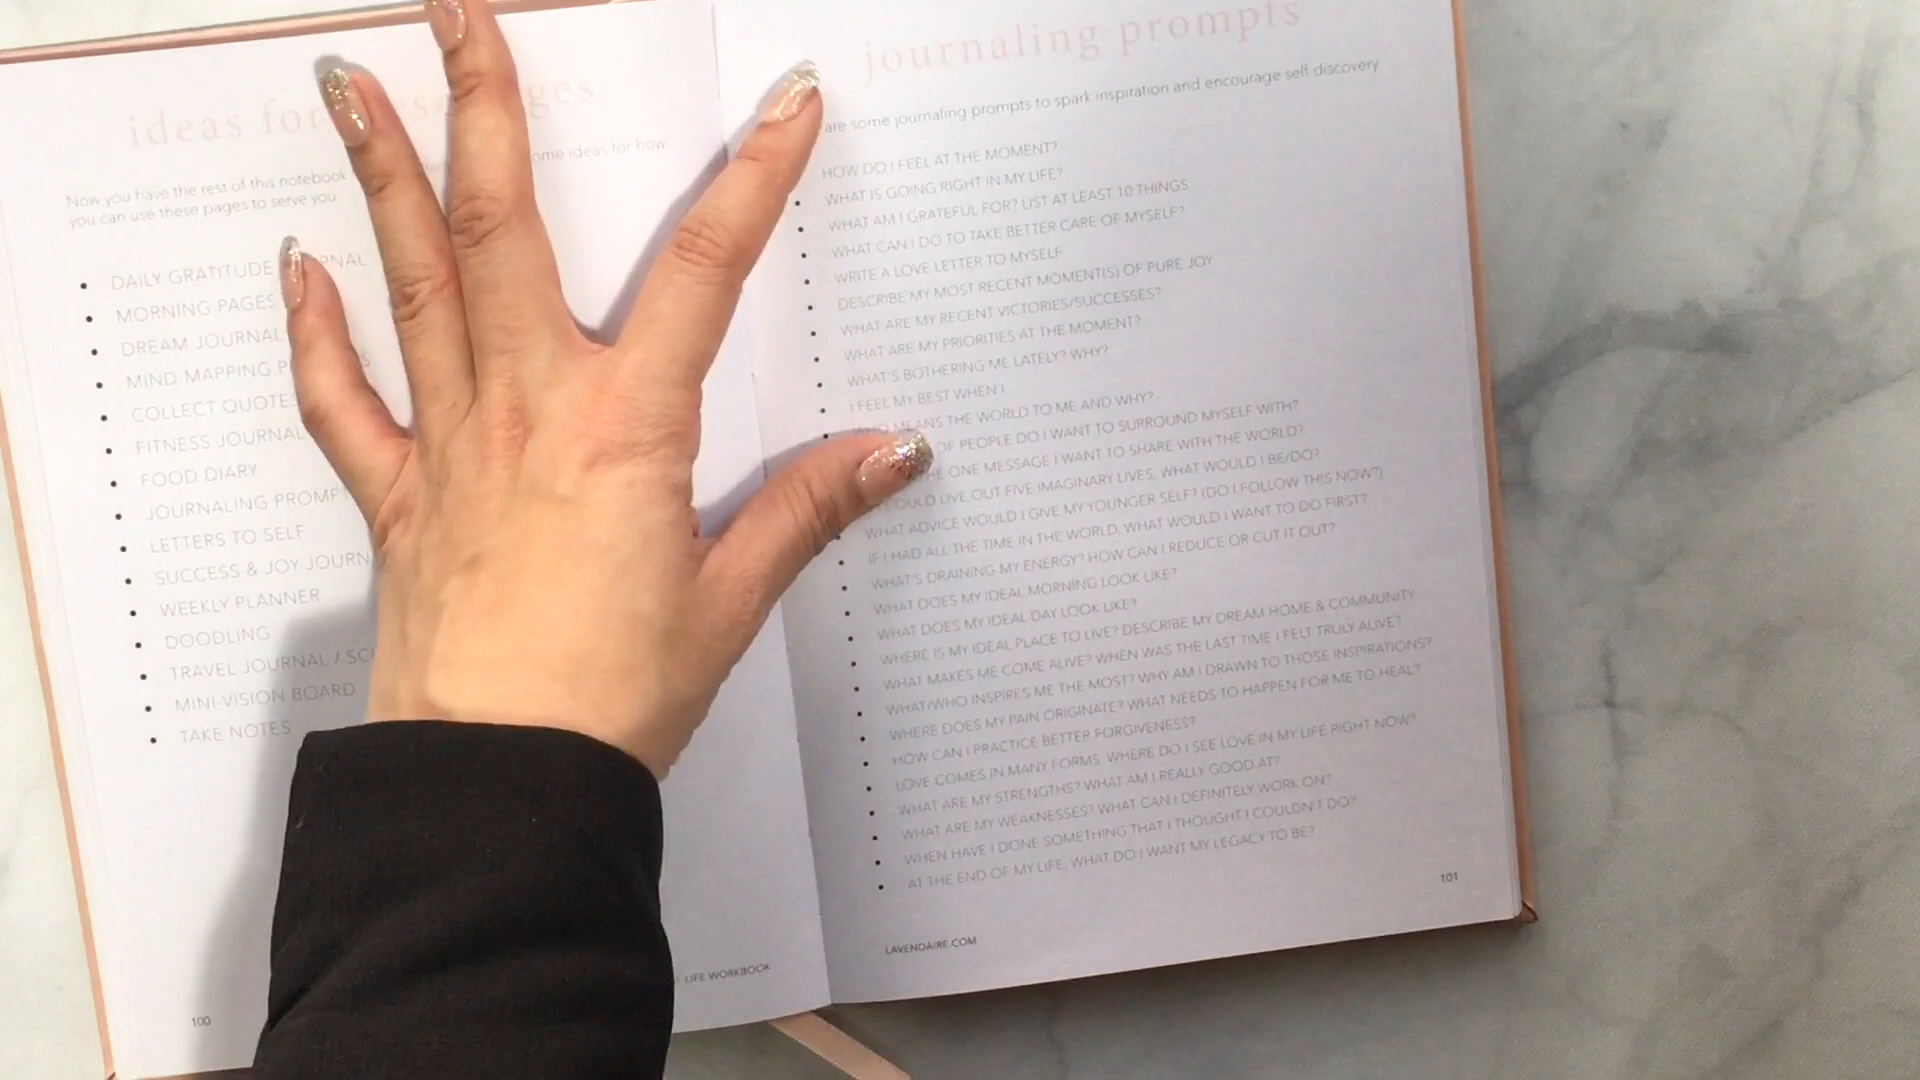 ideas for
Now you have the rest of this notebook
ome ideas for how
you can use these pages to serve you
DAILY GRATITUDE
MORNING PAGES
DREAM JOURNAL
MIND MAPPING
COLLECT QUOTES
FITNESS JOURNAL
FOOD DIARY
JOURNALING PROMPT
LETTERS TO SELF
SUCCESS & JOY JOURN
WEEKLY PLANNER
DOODLING
TRAVEL JOURNAL / SC
MINI-VISION BOARD
TAKE NOTES
LIFE WORKBOOK
100
journaling prompts
are some journaling prompts to spark inspiration and encourage self discovery
HOW DO I FEEL AT THE MOMENT?
WHAT IS GOING RIGHT IN MY LIFE?
WHAT AM I GRATEFUL FOR? LIST AT LEAST 10 THINGS
WHAT CAN I DO TO TAKE BETTER CARE OF MYSELF?
WRITE A LOVE LETTER TO MYSELF
DESCRIBE MY MOST RECENT MOMENT(S) OF PURE JOY
WHAT ARE MY RECENT VICTORIES/SUCCESSES?
WHAT ARE MY PRIORITIES AT THE MOMENT?
WHAT'S BOTHERING ME LATELY? WHY?
I FEEL MY BEST WHEN I
WHO MEANS THE WORLD TO ME AND WHY?
OF PEOPLE DO I WANT TO SURROUND MYSELF WITH?
THE ONE MESSAGE I WANT TO SHARE WITH THE WORLD?
COULD LIVE OUT FIVE IMAGINARY LIVES, WHAT WOULD I BE/DO?
WHAT ADVICE WOULD I GIVE MY YOUNGER SELF? (DO I FOLLOW THIS NOW?)
IF I HAD ALL THE TIME IN THE WORLD, WHAT WOULD I WANT TO DO FIRST?
WHAT'S DRAINING MY ENERGY? HOW CAN I REDUCE OR CUT IT OUT?
WHAT DOES MY IDEAL MORNING LOOK LIKE?
WHAT DOES MY IDEAL DAY LOOK LIKE?
WHERE IS MY IDEAL PLACE TO LIVE? DESCRIBE MY DREAM HOME & COMMUNITY
WHAT MAKES ME COME ALIVE? WHEN WAS THE LAST TIME I FELT TRULY ALIVE?
WHAT/WHO INSPIRES ME THE MOST? WHY AM I DRAWN TO THOSE INSPIRATIONS?
WHERE DOES MY PAIN ORIGINATE? WHAT NEEDS TO HAPPEN FOR ME TO HEAL?
HOW CAN I PRACTICE BETTER FORGIVENESS?
LOVE COMES IN MANY FORMS. WHERE DO I SEE LOVE IN MY LIFE RIGHT NOW?
WHAT ARE MY STRENGTHS? WHAT AM I REALLY GOOD AT?
WHAT ARE MY WEAKNESSES? WHAT CAN I DEFINITELY WORK ON?
WHEN HAVE I DONE SOMETHING THAT I THOUGHT I COULDN'T DO?
AT THE END OF MY LIFE, WHAT DO I WANT MY LEGACY TO BE?
101
LAVENDAIRE.COM